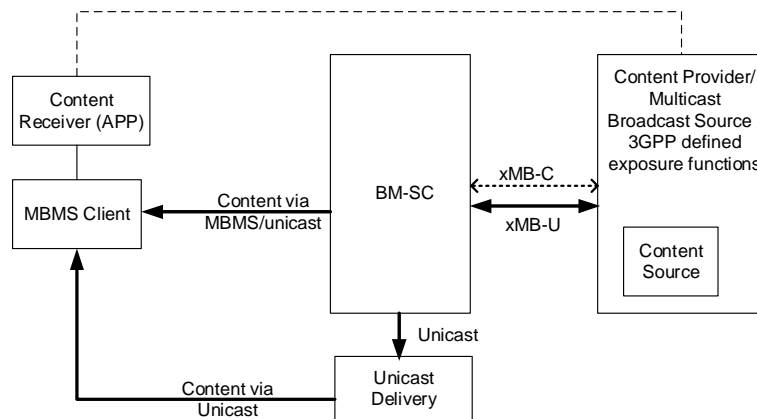 Content
Receiver (APP)
MBMS Client
Content via
MBMS/unicast
BM-SC
xMB-C
xMB-U
Content Provider/
Multicast
Broadcast Source
3GPP defined
exposure functions
Content
Source
Unicast
Unicast
Delivery
Content via
Unicast